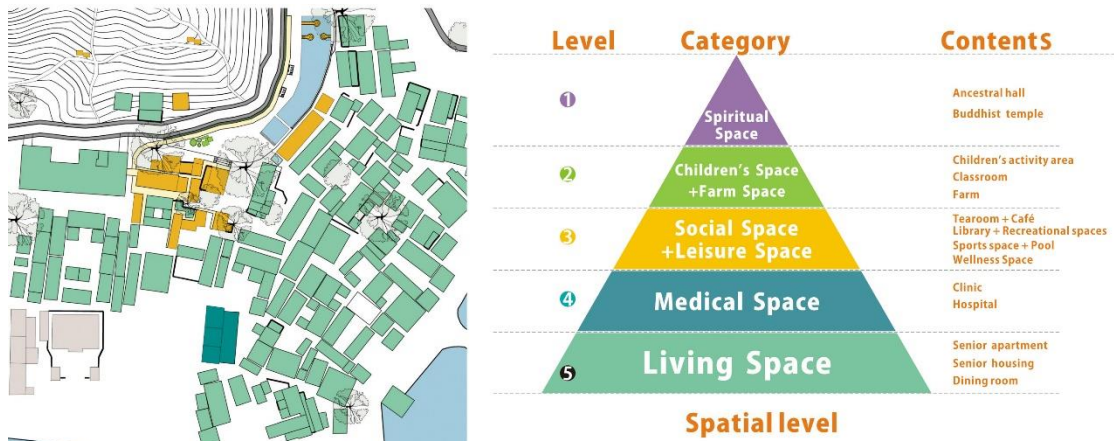 Level Category Contents
1
Spiritual
Space
Ancestral hall
Buddhist temple
2
Children's Space
+Farm Space
Children's activity area
Classroom
Farm
3
Social Space
+Leisure Space
Tearoom + Café
Library + Recreational spaces
Sports space + Pool
Wellness Space
4
Medical Space
Clinic
Hospital
5
Living Space
Senior apartment
Senior housing
Dining room
Spatial level